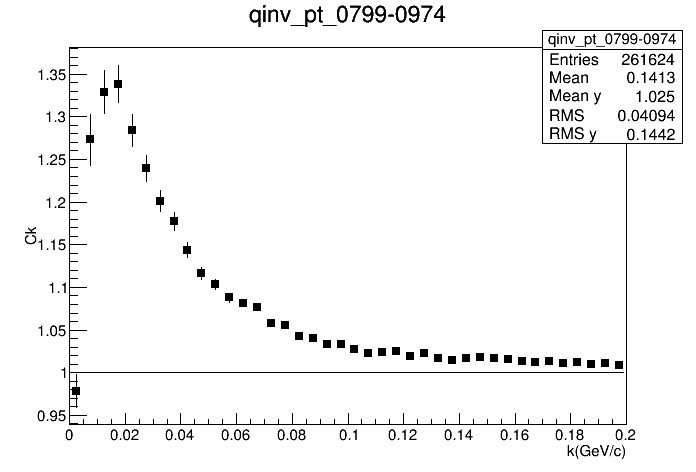 qinv_pt_0799-0974
qinv_pt_0799-0974
Entries 261624
Mean 0.1413
Mean y 1.025
RMS 0.04094
RMS y 0.1442
Ck
1.35
1.3
1.25
1.2
1.15
1.1
1.05
1
0.95
0 0.02 0.04 0.06 0.08 0.1 0.12 0.14 0.16 0.18 0.2
k(GeV/c)